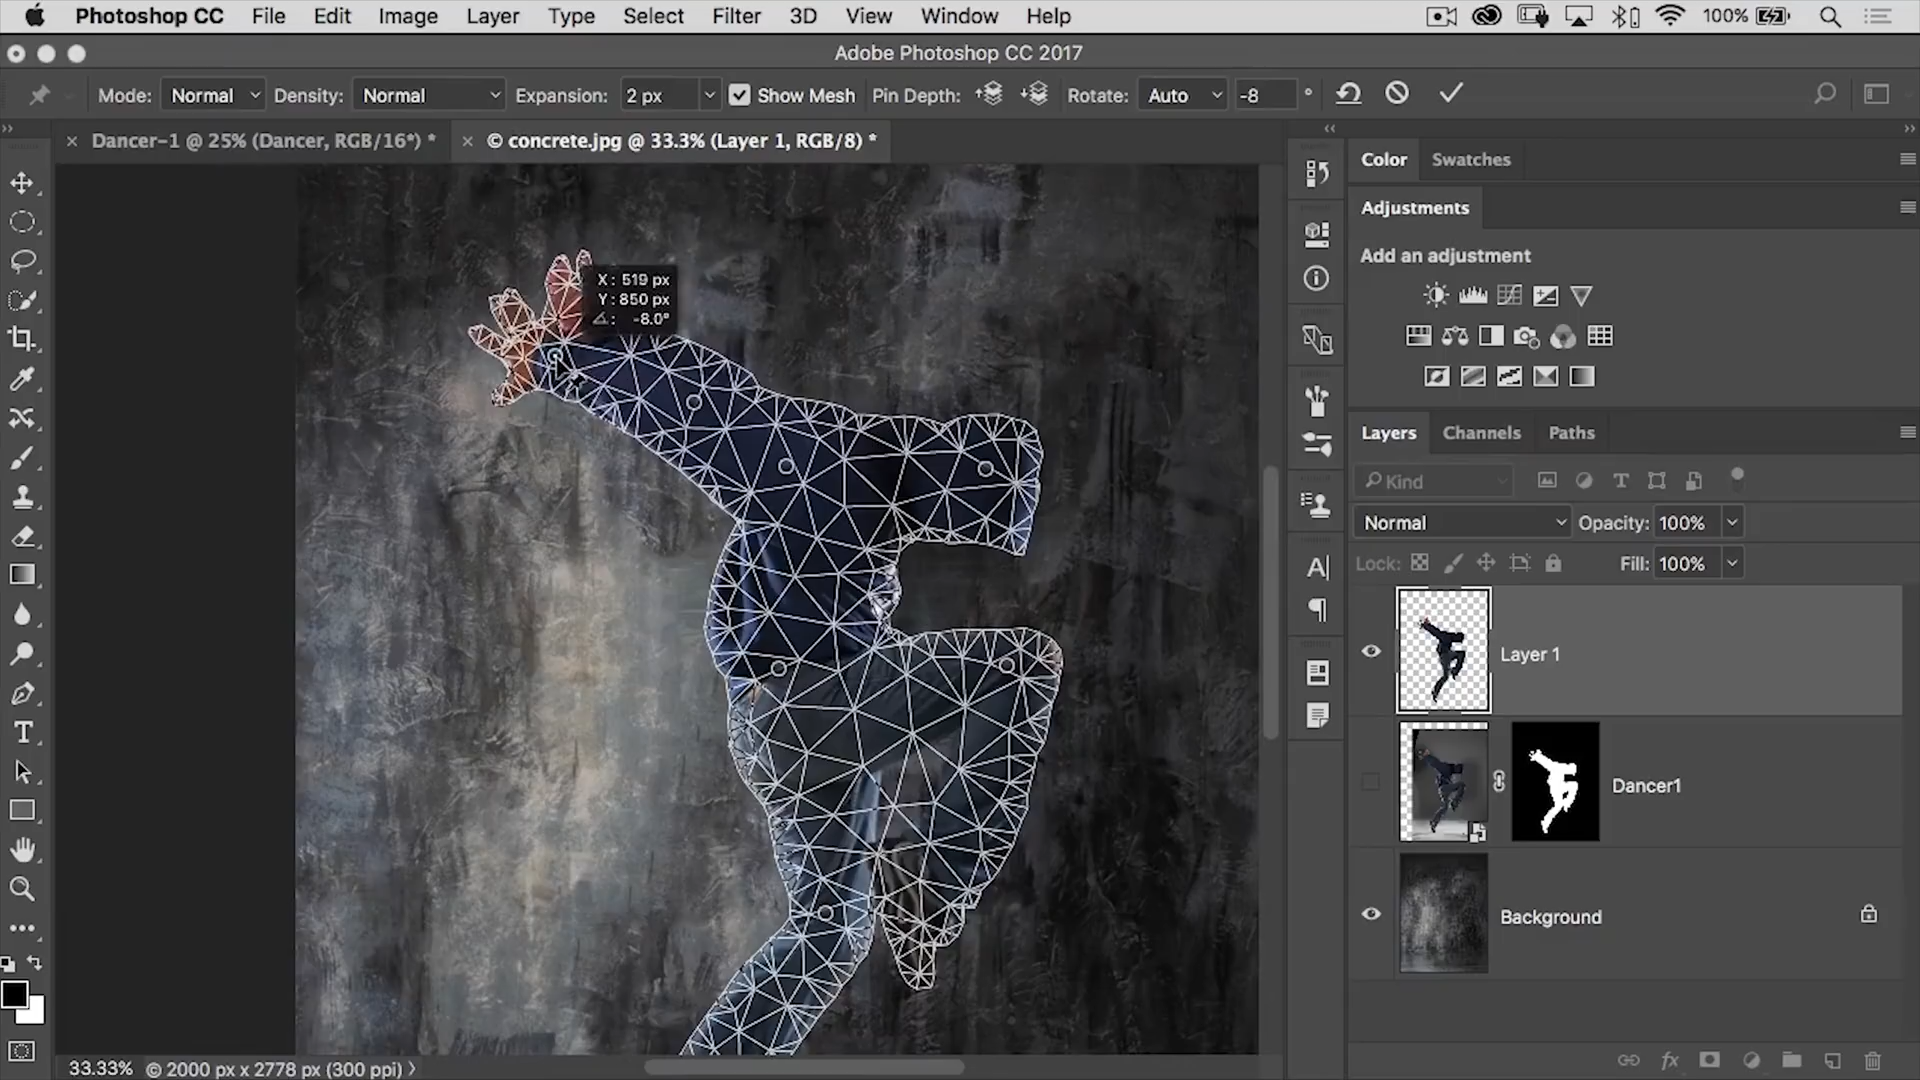 Photoshop CC File Edit Image Layer Type Select Filter 3D View Window Help 100%
Adobe Photoshop CC 2017
Mode: Normal Density: Normal Expansion: 2 px Show Mesh Pin Depth: Rotate: Auto -8 °
Dancer-1 @ 25% (Dancer, RGB/16*) * © concrete.jpg @ 33.3% (Layer 1, RGB/8) *
Color Swatches
Adjustments
Add an adjustment
X: 519 px
Y: 850 px
-8.0°
Layers Channels Paths
Kind
Normal Opacity: 100%
Lock: Fill: 100%
Layer 1
Dancer1
Background
33.33% © 2000 px x 2778 px (300 ppi)